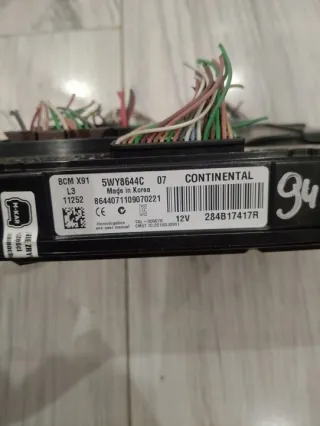 BCM X91
L3
11252
5WY8644C 07
Made in Korea
8644071109070221
CONTINENTAL
12V
284B17417R
94